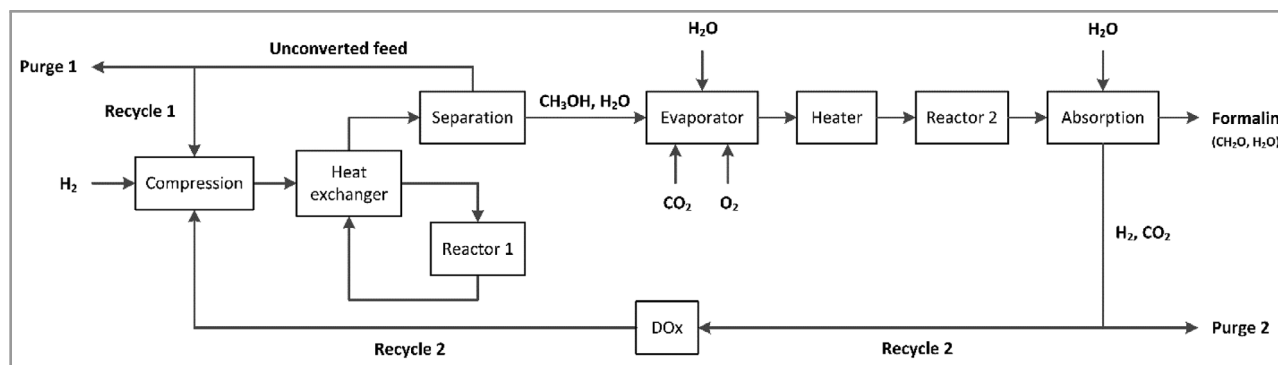 Unconverted feed
H₂O
H₂O
Purge 1
Recycle 1
Separation
CH₃OH, H₂O
Evaporator
Heater
Reactor 2
Absorption
Formalin
(CH₂O, H₂O)
H₂
Compression
Heat
exchanger
CO₂
O₂
Reactor 1
H₂, CO₂
DOx
Purge 2
Recycle 2
Recycle 2